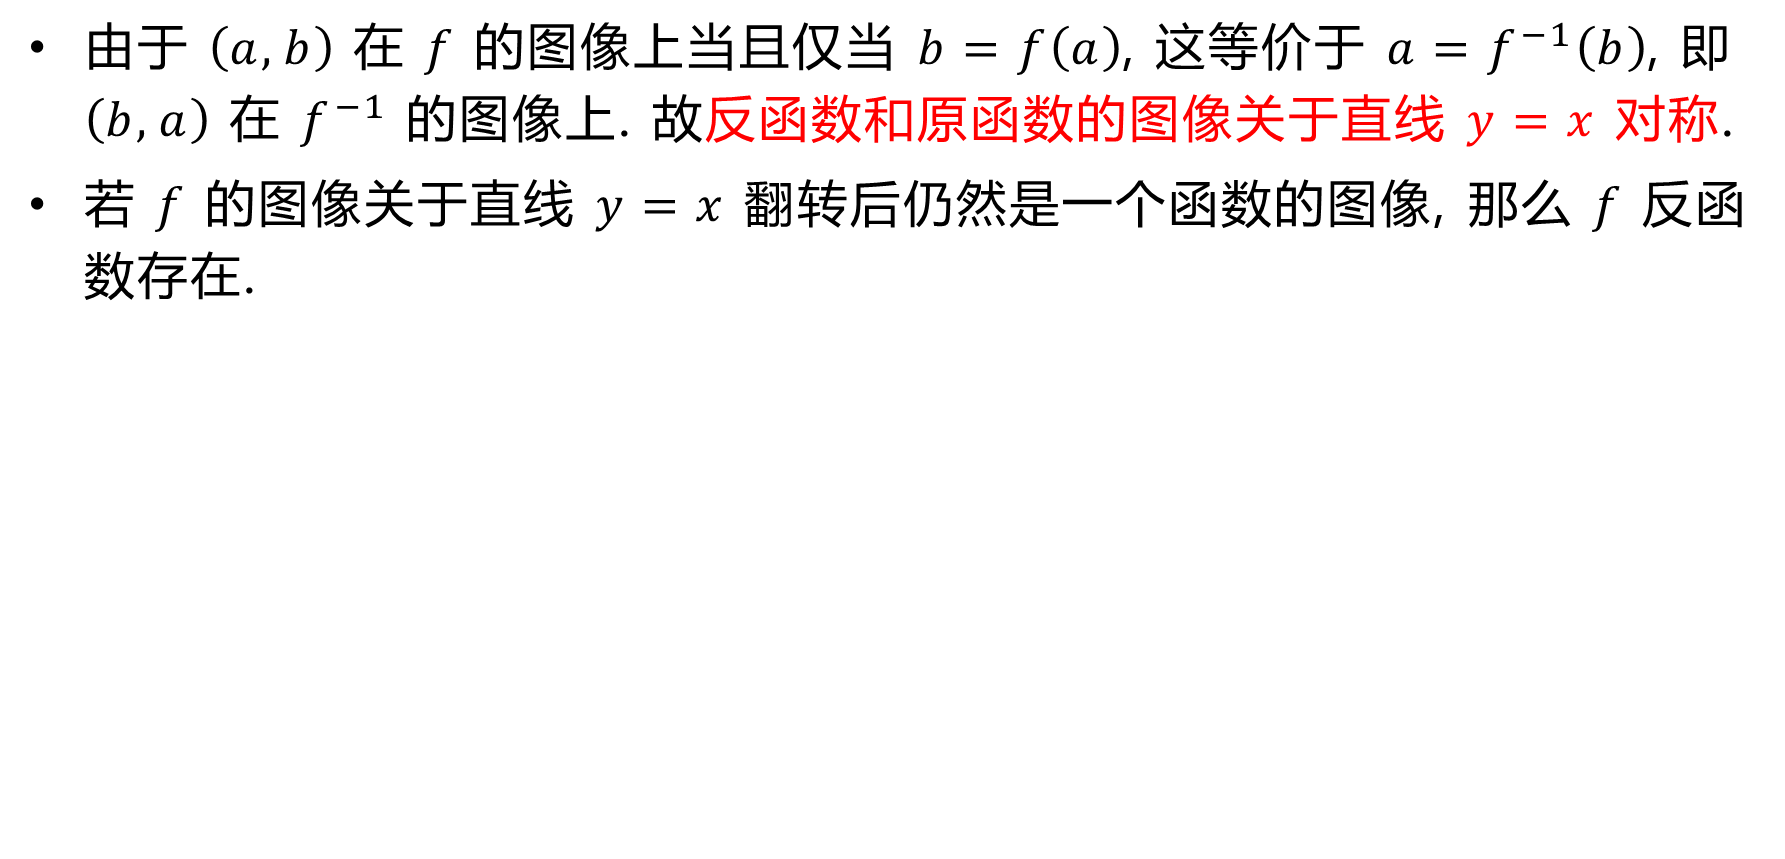 • 由于 (a, b) 在 f 的图像上当且仅当 b = f(a), 这等价于 a = f⁻¹(b), 即
(b, a) 在 f⁻¹ 的图像上. 故反函数和原函数的图像关于直线 y = x 对称.
• 若 f 的图像关于直线 y = x 翻转后仍然是一个函数的图像, 那么 f 反函
数存在.